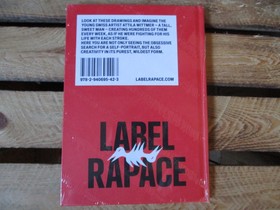 LOOK AT THESE DRAWINGS AND IMAGINE THE
YOUNG SWISS ARTIST ATTILA WITTMER – A TALL,
SWEET MAN – CREATING HUNDREDS OF THEM
EVERY WEEK, AS IF HE WERE FIGHTING FOR HIS
LIFE WITH EACH STROKE.
HERE YOU ARE NOT ONLY SEEING THE OBSESSIVE
SEARCH FOR A SELF-PORTRAIT, BUT ALSO
CREATIVITY IN ITS PUREST, WILDEST FORM.
LABELRAPACE.COM
LABEL
RAPACE